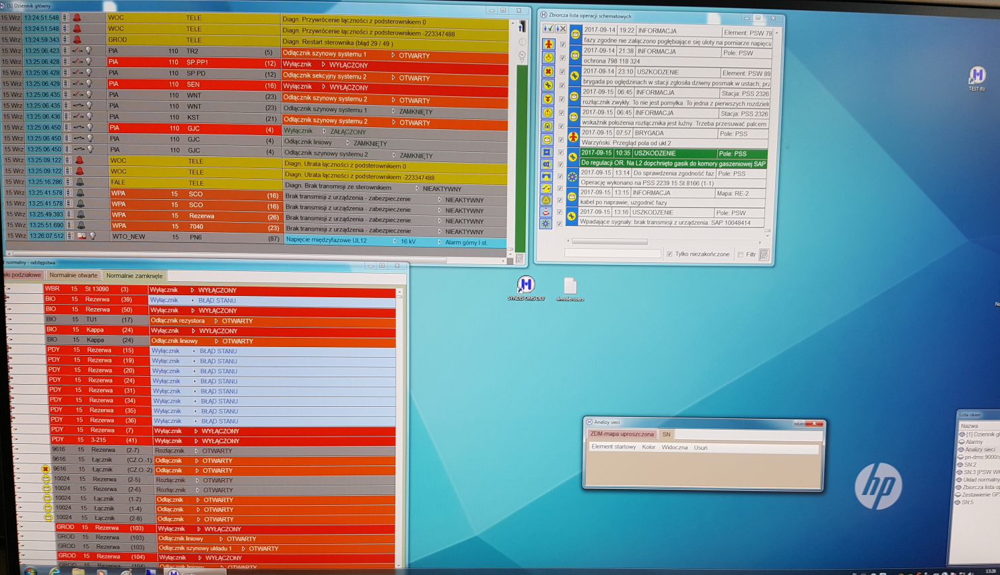 [1] Dziennik główny
15 Wrz 13:24:51.548 WOC TELE Diagn. Przywrócenie łączności z podsterownikiem 0
15 Wrz 13:24:51.548 WOC TELE Diagn. Przywrócenie łączności z podsterownikiem -223347488
15 Wrz 13:24:59.343 GROD TELE Diagn. Restart sterownika (błąd 29 / 49 )
15 Wrz 13:25:06.423 PIA 110 TR2 (5) Odłącznik szynowy systemu 1 OTWARTY
15 Wrz 13:25:06.428 PIA 110 SP.PP1 (12) Wyłącznik WYŁĄCZONY
15 Wrz 13:25:06.428 PIA 110 SP.PD (12) Odłącznik sekcyjny systemu 2 OTWARTY
15 Wrz 13:25:06.429 PIA 110 SEN (16) Wyłącznik WYŁĄCZONY
15 Wrz 13:25:06.435 PIA 110 WNT (23) Odłącznik szynowy systemu 2 OTWARTY
15 Wrz 13:25:06.435 PIA 110 WNT (23) Odłącznik szynowy systemu 1 ZAMKNIĘTY
15 Wrz 13:25:06.436 PIA 110 KST (21) Odłącznik szynowy systemu 2 OTWARTY
15 Wrz 13:25:06.450 PIA 110 GJC (4) Wyłącznik ZAŁĄCZONY
15 Wrz 13:25:06.450 PIA 110 GJC (4) Odłącznik liniowy ZAMKNIĘTY
15 Wrz 13:25:06.450 PIA 110 GJC (4) Odłącznik szynowy systemu 2 ZAMKNIĘTY
15 Wrz 13:25:09.122 WOC TELE Diagn. Utrata łączności z podsterownikiem 0
15 Wrz 13:25:09.122 WOC TELE Diagn. Utrata łączności z podsterownikiem -223347488
15 Wrz 13:25:16.286 FALE TELE Diagn. Brak transmisji ze sterownikiem NIEAKTYWNY
15 Wrz 13:25:41.578 WPA 15 SCO (16) Brak transmisji z urządzenia - zabezpieczenie NIEAKTYWNY
15 Wrz 13:25:41.578 WPA 15 SCO (16) Brak transmisji z urządzenia - zabezpieczenie NIEAKTYWNY
15 Wrz 13:25:49.393 WPA 15 Rezerwa (26) Brak transmisji z urządzenia - zabezpieczenie NIEAKTYWNY
15 Wrz 13:25:51.690 WPA 15 7040 (23) Brak transmisji z urządzenia - zabezpieczenie NIEAKTYWNY
15 Wrz 13:26:07.512 WTO_NEW 15 PN6 (87) Napięcie międzyfazowe UL12 16 kV Alarm górny I st.
Zbiorcza lista operacji schematowych
2017-09-14 19:22 INFORMACJA Element: PSW 78
fazy zgodne nie załączono pogłębiające się uloty na pomiarze napięcia
2017-09-14 21:38 INFORMACJA Pole: PSW
ochrona 798 118 324
2017-09-14 23:10 USZKODZENIE Element: PSW 89
brygada po oględzinach w stacji zgłosiła dziwny posmak w ustach; prz
2017-09-15 06:45 INFORMACJA Stacja: PSS 2326
rozłącznik zwykły. To nie jest pomyłka. To jedna z pierwszych rozdzieln
2017-09-15 06:45 INFORMACJA Stacja: PSS 2326
wskaźnik położenia rozłącznika jest luźny. Trzeba przesuwać palcem
2017-09-15 07:57 BRYGADA Pole: PSS
Warzyński. Przegląd pola od ukł.2
2017-09-15 10:35 USZKODZENIE Pole: PSS
Do regulacji OR. Na L2 dopchnięto gasik do komory gaszeniowej SAP
2017-09-15 13:14 Do sprawdzenia zgodność faz Pole: PSS
Operację wykonano na PSS 2239 15 St 8166 (1-1)
2017-09-15 13:15 INFORMACJA Mapa: RE-2
kabel po naprawie, uzgodnić fazy
2017-09-15 13:16 USZKODZENIE Pole: PSW
Wpadające sygnały: brak transmisji z urządzenia. SAP 10048414
Tylko niezakończone Filtr
normalny - odstępstwa
podziałowe Normalnie otwarte Normalnie zamknięte
WBR 15 St 13090 (3) Wyłącznik WYŁĄCZONY
BIO 15 Rezerwa (39) Wyłącznik BŁĄD STANU
BIO 15 Rezerwa (50) Wyłącznik WYŁĄCZONY
BIO 15 TU1 (17) Odłącznik rezystora OTWARTY
BIO 15 Kappa (24) Wyłącznik WYŁĄCZONY
BIO 15 Kappa (24) Odłącznik liniowy OTWARTY
PDY 15 Rezerwa (15) Wyłącznik BŁĄD STANU
PDY 15 Rezerwa (19) Wyłącznik BŁĄD STANU
PDY 15 Rezerwa (20) Wyłącznik BŁĄD STANU
PDY 15 Rezerwa (24) Wyłącznik BŁĄD STANU
PDY 15 Rezerwa (31) Wyłącznik BŁĄD STANU
PDY 15 Rezerwa (34) Wyłącznik BŁĄD STANU
PDY 15 Rezerwa (35) Wyłącznik BŁĄD STANU
PDY 15 Rezerwa (36) Wyłącznik BŁĄD STANU
PDY 15 Rezerwa (7) Wyłącznik WYŁĄCZONY
PDY 15 3-215 (41) Wyłącznik WYŁĄCZONY
9616 15 Rezerwa (2-7) Rozłącznik OTWARTY
9616 15 Łącznik (CZ.O.-1) Odłącznik OTWARTY
9616 15 Łącznik (CZ.O.-2) Odłącznik OTWARTY
10024 15 Rezerwa (2-5) Rozłącznik OTWARTY
10024 15 Rezerwa (2-6) Rozłącznik OTWARTY
10024 15 Łącznik (1-2) Odłącznik OTWARTY
10024 15 Łącznik (1-4) Odłącznik OTWARTY
10024 15 Łącznik (2-8) Odłącznik OTWARTY
GROD 15 Rezerwa (103) Wyłącznik WYŁĄCZONY
GROD 15 Rezerwa (103) Odłącznik liniowy OTWARTY
GROD 15 Rezerwa (103) Odłącznik szynowy układu 1 OTWARTY
GROD 15 Rezerwa (104) Wyłącznik WYŁĄCZONY
GROD 15 Rezerwa (104) Odłącznik liniowy OTWARTY
TEST RV
SYNDIS OMS DEV
dmsdevusers
Analizy sieci
ZDM-mapa uproszczona SN
Element startowy Kolor Widoczna Usuń
hp
Lista okien
Nazwa
[1] Dziennik gł
Alarmy
Analizy sieci
pri-dms:9000/s
SN:2
SN:3 [PSW W
Układ normalny
Zbiorcza lista op
Zestawienie GP
SN:5
13:26